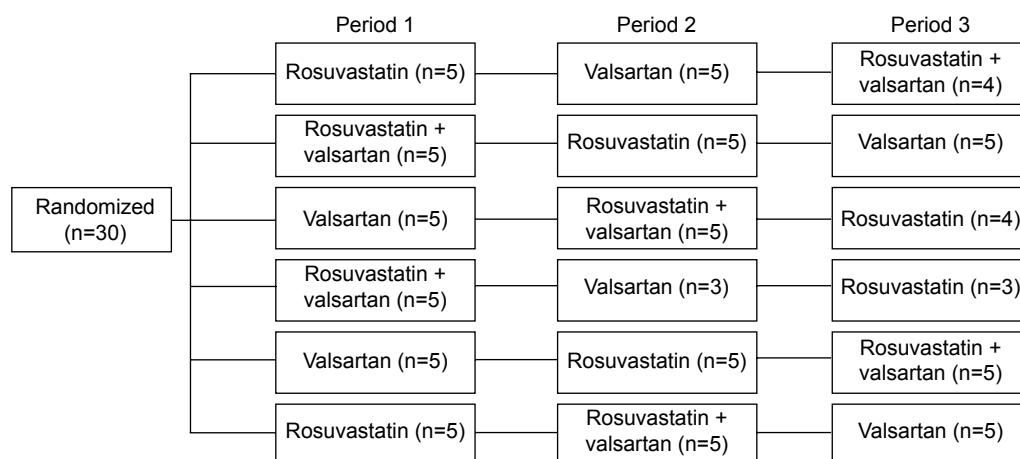 Period 1
Period 2
Period 3
Rosuvastatin (n=5)
Valsartan (n=5)
Rosuvastatin +
valsartan (n=4)
Rosuvastatin +
valsartan (n=5)
Rosuvastatin (n=5)
Valsartan (n=5)
Randomized
(n=30)
Valsartan (n=5)
Rosuvastatin +
valsartan (n=5)
Rosuvastatin (n=4)
Rosuvastatin +
valsartan (n=5)
Valsartan (n=3)
Rosuvastatin (n=3)
Valsartan (n=5)
Rosuvastatin (n=5)
Rosuvastatin +
valsartan (n=5)
Rosuvastatin (n=5)
Rosuvastatin +
valsartan (n=5)
Valsartan (n=5)